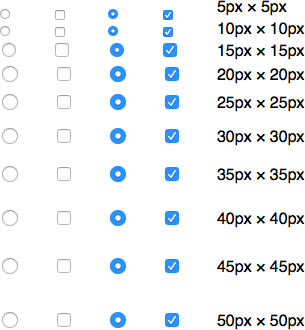 5px × 5px
10px × 10px
15px × 15px
20px × 20px
25px × 25px
30px × 30px
35px × 35px
40px × 40px
45px × 45px
50px × 50px